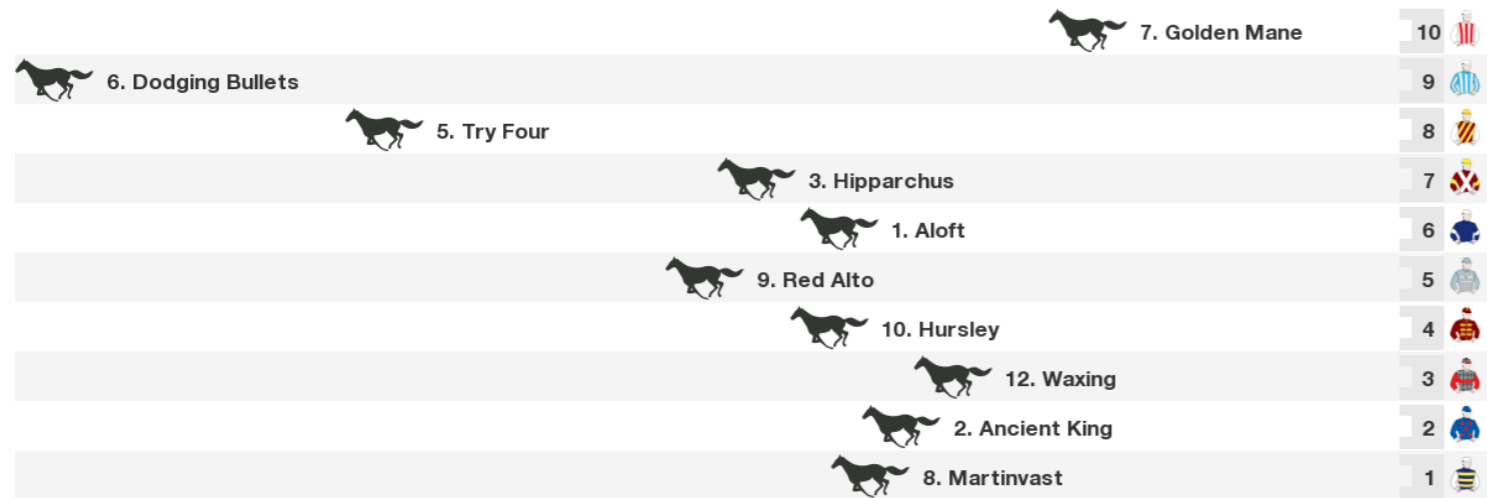 7. Golden Mane 10
6. Dodging Bullets 9
5. Try Four 8
3. Hipparchus 7
1. Aloft 6
9. Red Alto 5
10. Hursley 4
12. Waxing 3
2. Ancient King 2
8. Martinvast 1